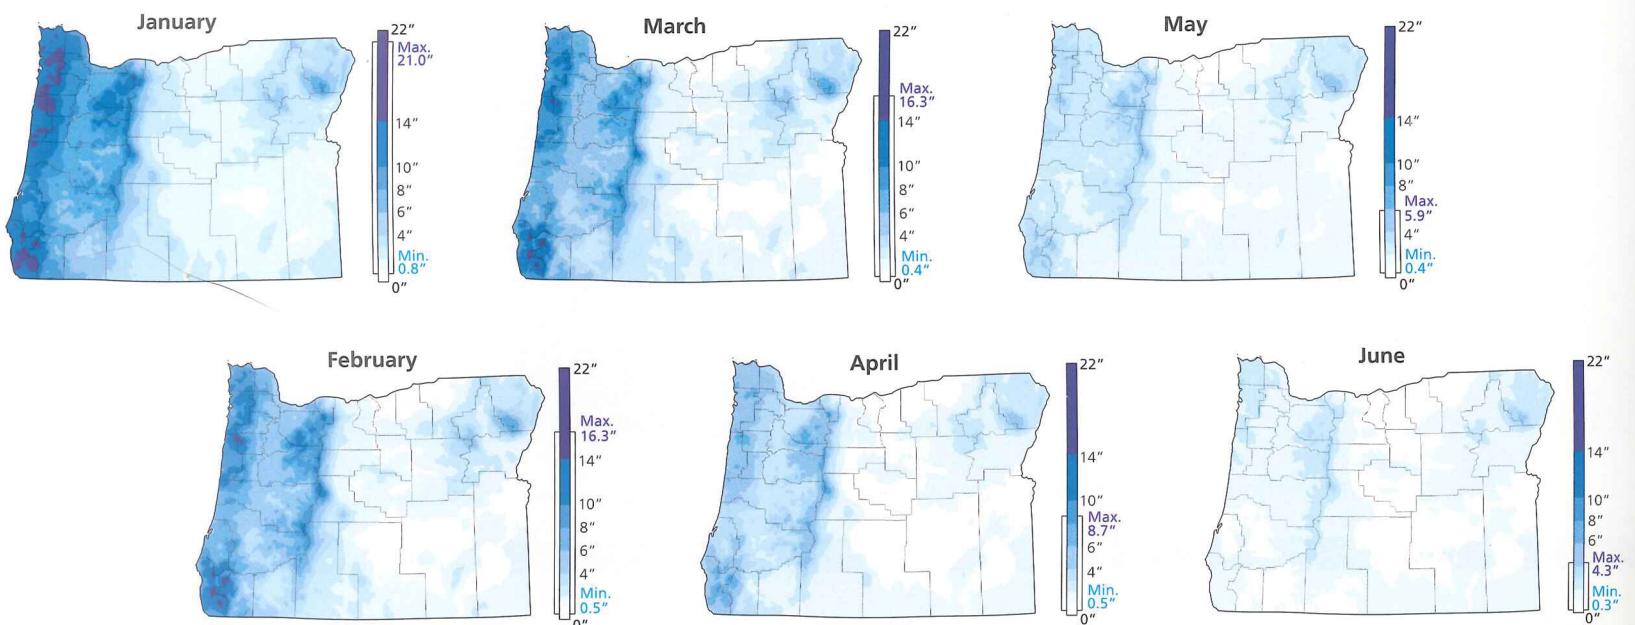 January
22"
Max.
21.0"
14"
10"
8"
6"
4"
Min.
0.8"
0"
March
22"
Max.
16.3"
14"
10"
8"
6"
4"
Min.
0.4"
0"
May
22"
14"
10"
8"
Max.
5.9"
4"
Min.
0.4"
0"
February
22"
Max.
16.3"
14"
10"
8"
6"
4"
Min.
0.5"
0"
April
22"
14"
10"
Max.
8.7"
6"
4"
Min.
0.5"
0"
June
22"
14"
10"
8"
6"
Max.
4.3"
Min.
0.3"
0"